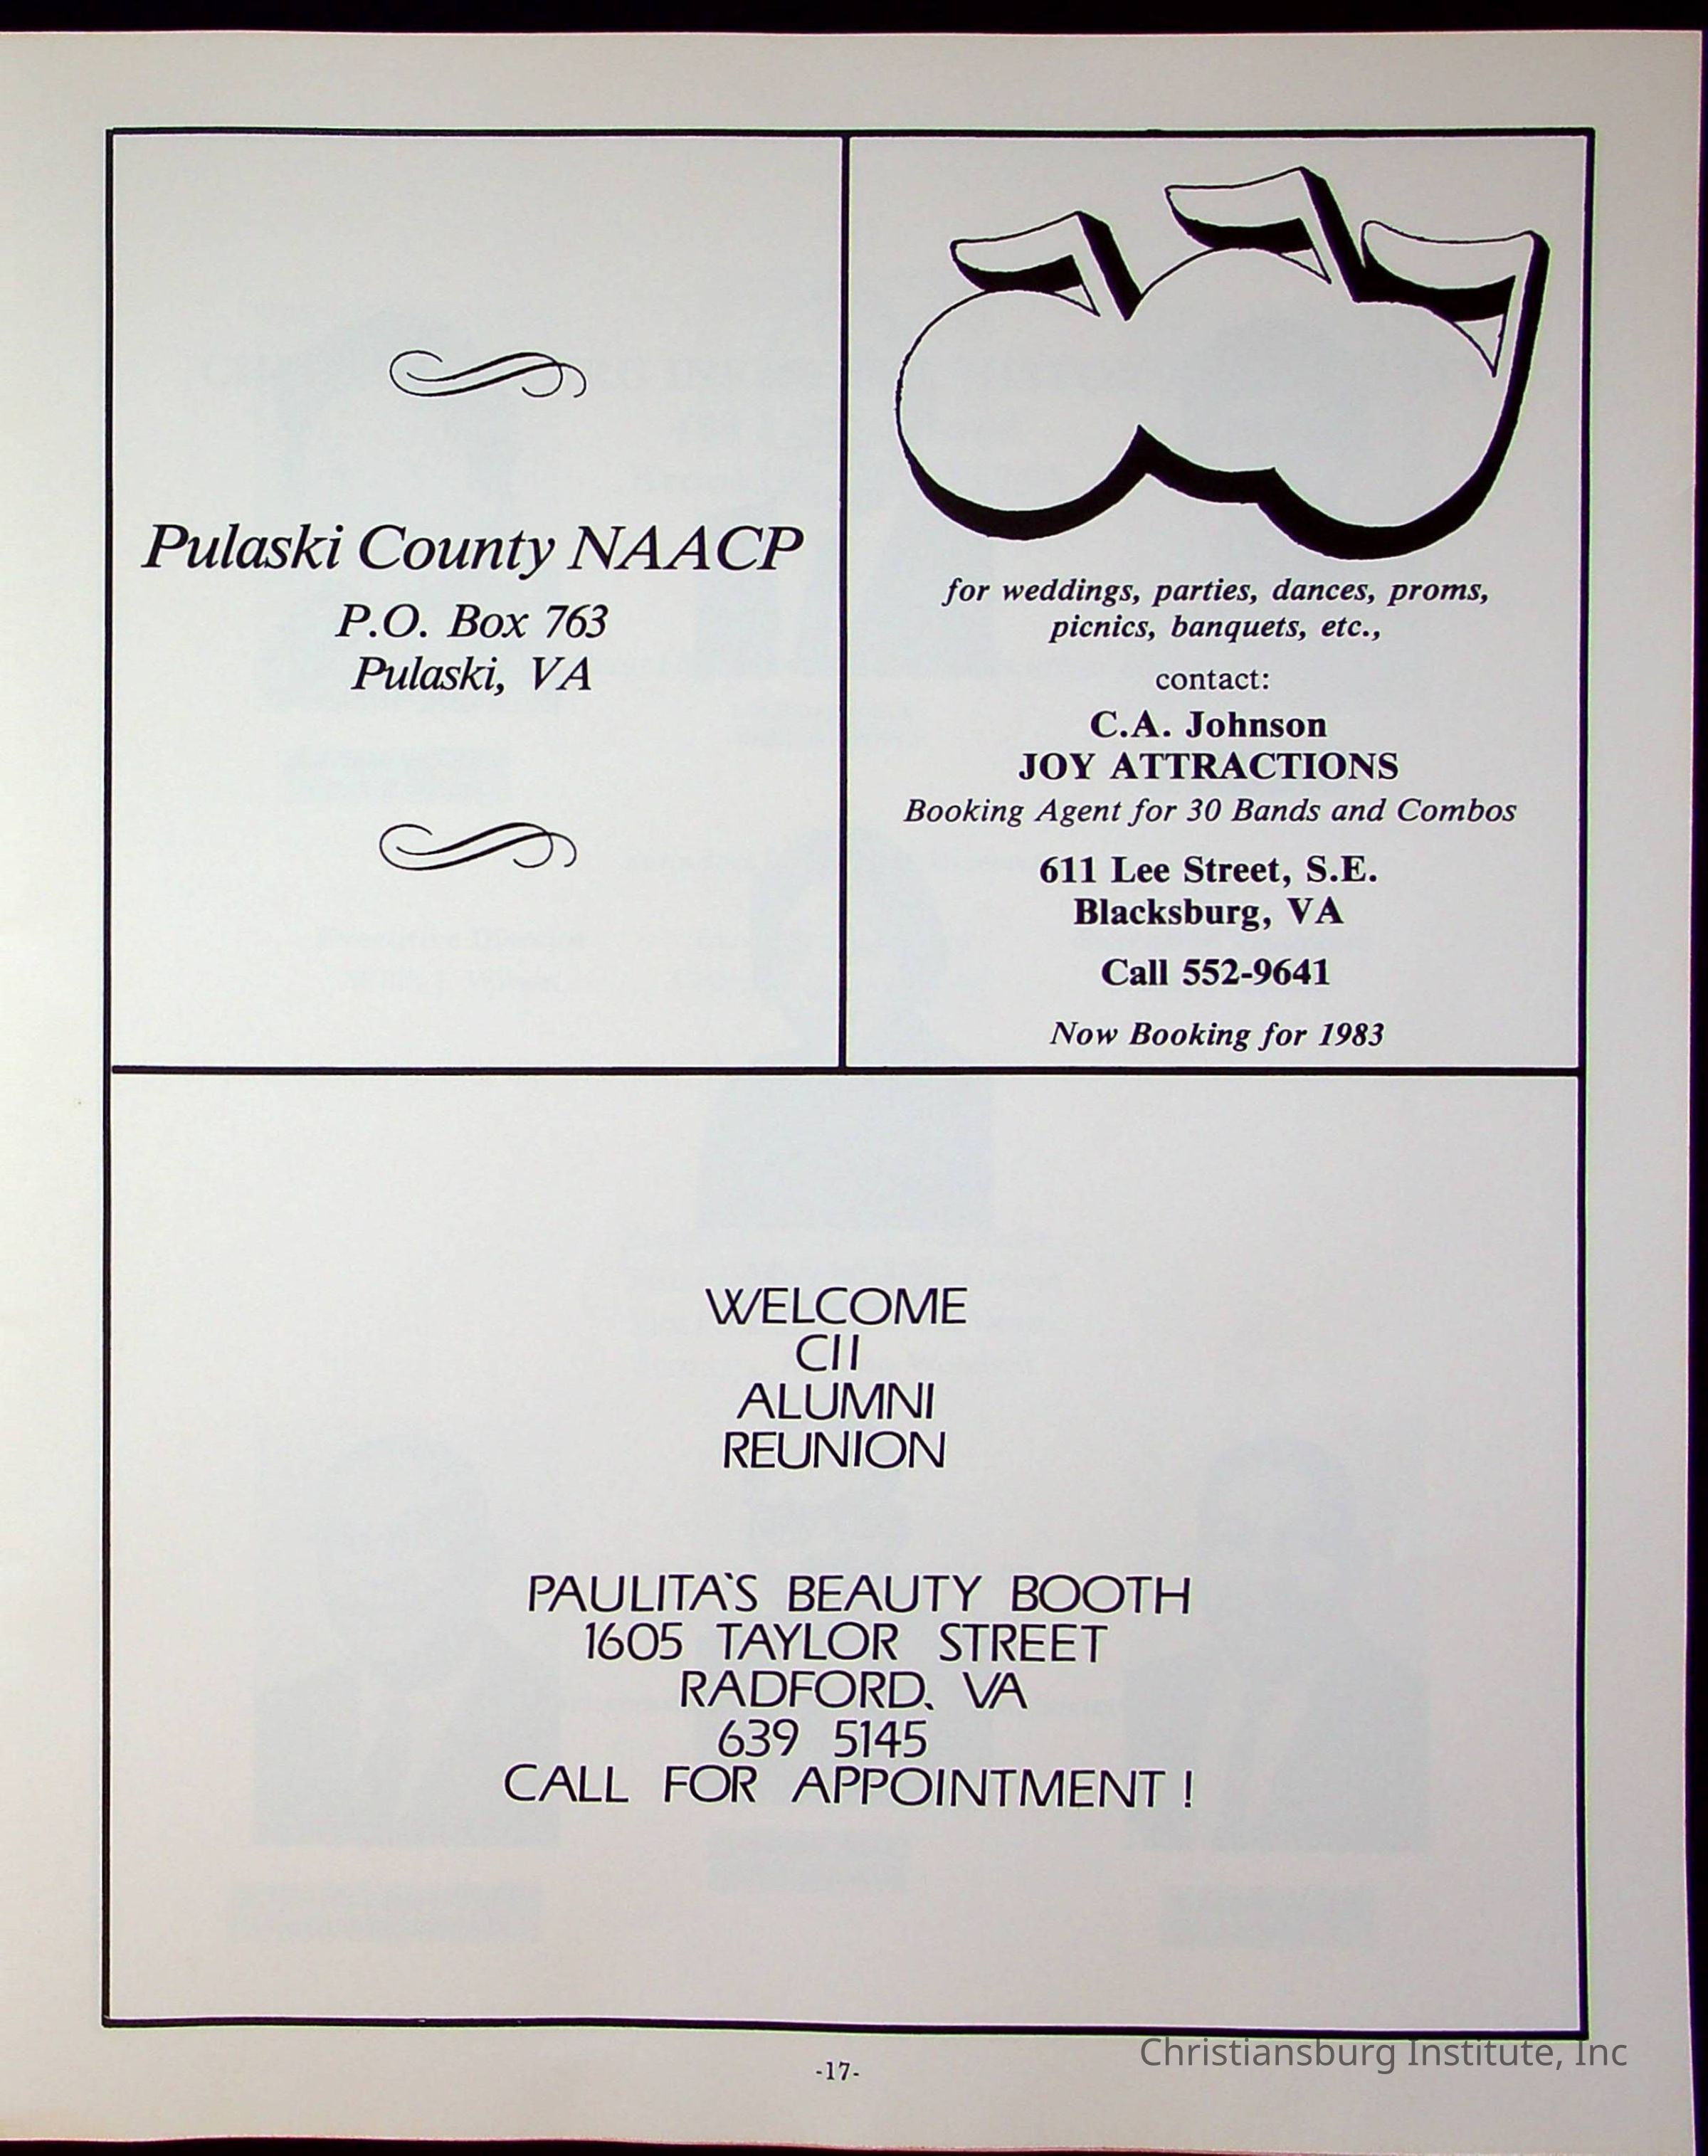 Pulaski County NAACP
P.O. Box 763
Pulaski, VA
for weddings, parties, dances, proms,
picnics, banquets, etc.,
contact:
C.A. Johnson
JOY ATTRACTIONS
Booking Agent for 30 Bands and Combos
611 Lee Street, S.E.
Blacksburg, VA
Call 552-9641
Now Booking for 1983
WELCOME
CII
ALUMNI
REUNION
PAULITA'S BEAUTY BOOTH
1605 TAYLOR STREET
RADFORD, VA
639 5145
CALL FOR APPOINTMENT!
-17-
Christiansburg Institute, Inc